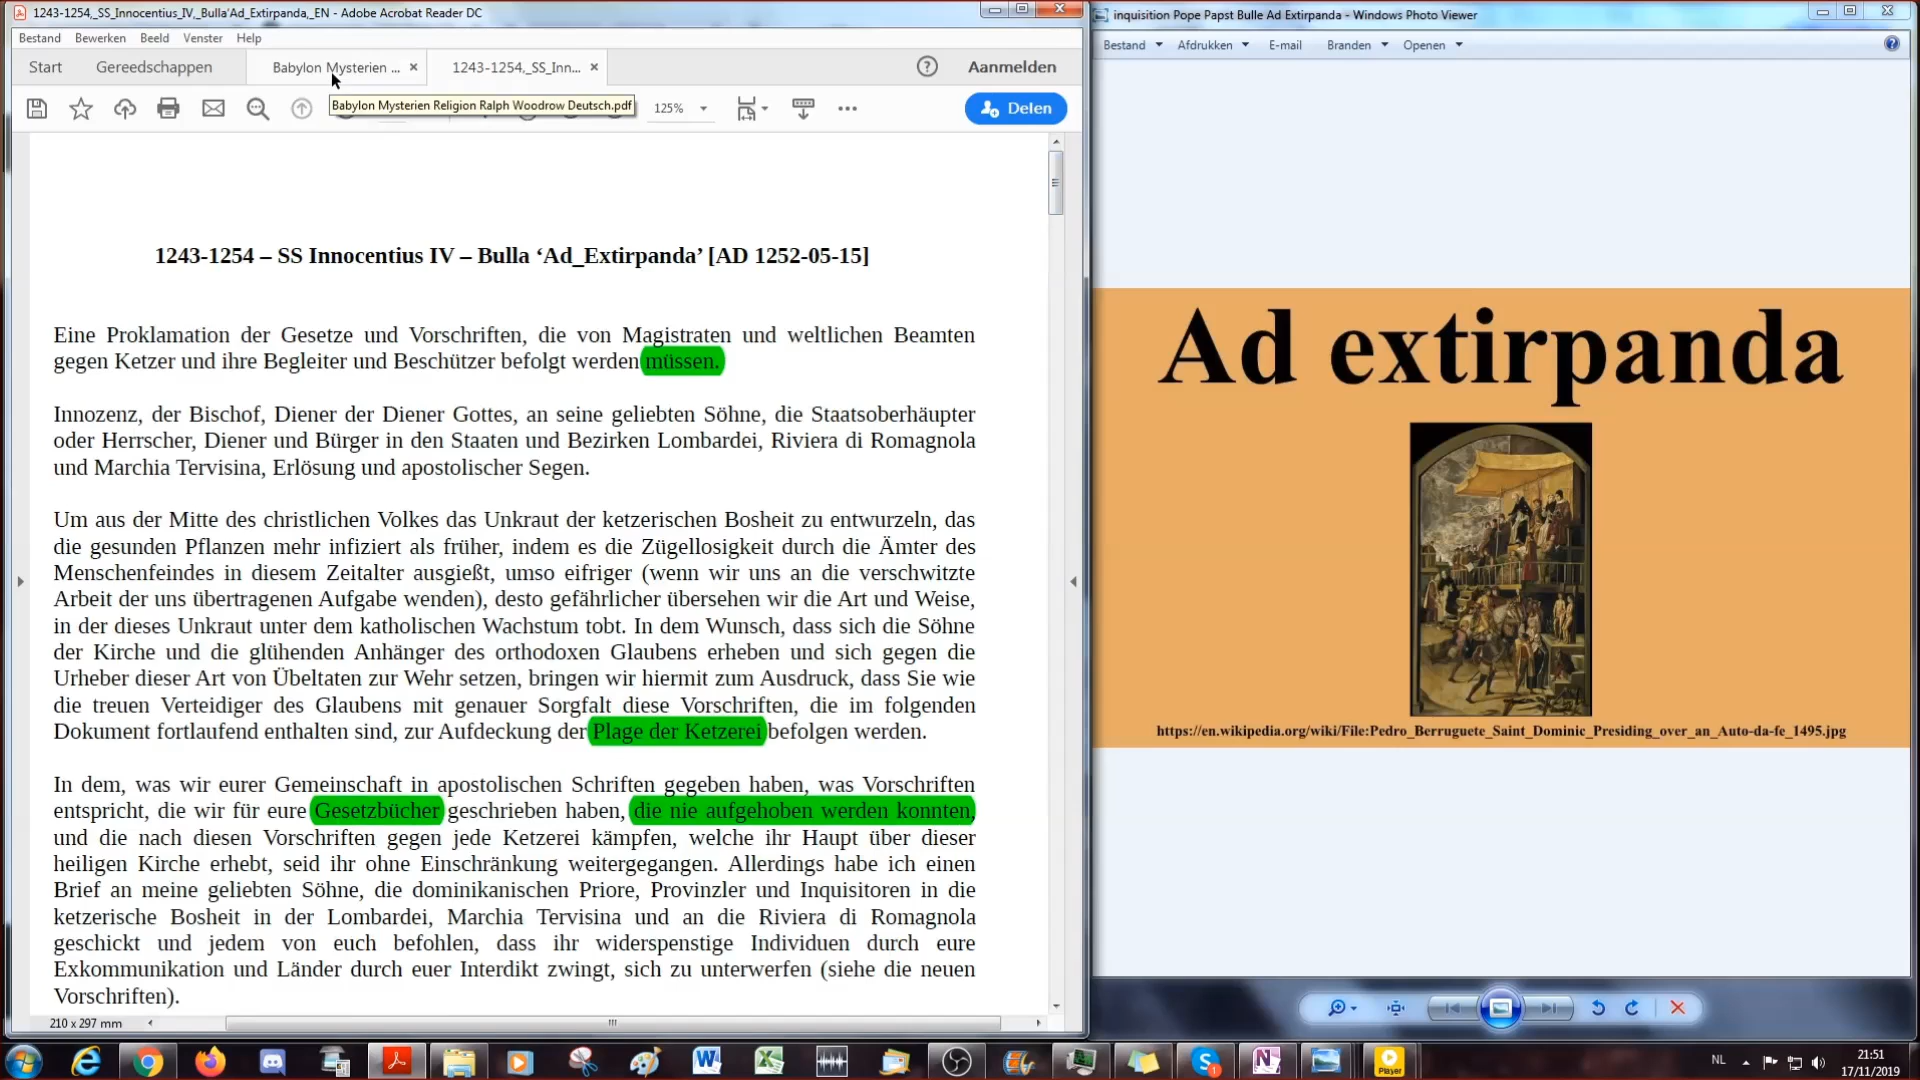 1243-1254,_SS_Innocentius_IV,_Bulla'Ad_Extirpanda,_EN - Adobe Acrobat Reader DC
Bestand Bewerken Beeld Venster Help
Start Gereedschappen Babylon Mysterien ... 1243-1254,_SS_Inn... Aanmelden
Babylon Mysterien Religion Ralph Woodrow Deutsch.pdf
125%
Delen
1243-1254 – SS Innocentius IV – Bulla ‘Ad_Extirpanda’ [AD 1252-05-15]
Eine Proklamation der Gesetze und Vorschriften, die von Magistraten und weltlichen Beamten
gegen Ketzer und ihre Begleiter und Beschützer befolgt werden müssen.
Innozenz, der Bischof, Diener der Diener Gottes, an seine geliebten Söhne, die Staatsoberhäupter
oder Herrscher, Diener und Bürger in den Staaten und Bezirken Lombardei, Riviera di Romagnola
und Marchia Tervisina, Erlösung und apostolischer Segen.
Um aus der Mitte des christlichen Volkes das Unkraut der ketzerischen Bosheit zu entwurzeln, das
die gesunden Pflanzen mehr infiziert als früher, indem es die Zügellosigkeit durch die Ämter des
Menschenfeindes in diesem Zeitalter ausgießt, umso eifriger (wenn wir uns an die verschwitzte
Arbeit der uns übertragenen Aufgabe wenden), desto gefährlicher übersehen wir die Art und Weise,
in der dieses Unkraut unter dem katholischen Wachstum tobt. In dem Wunsch, dass sich die Söhne
der Kirche und die glühenden Anhänger des orthodoxen Glaubens erheben und sich gegen die
Urheber dieser Art von Übeltaten zur Wehr setzen, bringen wir hiermit zum Ausdruck, dass Sie wie
die treuen Verteidiger des Glaubens mit genauer Sorgfalt diese Vorschriften, die im folgenden
Dokument fortlaufend enthalten sind, zur Aufdeckung der Plage der Ketzerei befolgen werden.
In dem, was wir eurer Gemeinschaft in apostolischen Schriften gegeben haben, was Vorschriften
entspricht, die wir für eure Gesetzbücher geschrieben haben, die nie aufgehoben werden konnten,
und die nach diesen Vorschriften gegen jede Ketzerei kämpfen, welche ihr Haupt über dieser
heiligen Kirche erhebt, seid ihr ohne Einschränkung weitergegangen. Allerdings habe ich einen
Brief an meine geliebten Söhne, die dominikanischen Priore, Provinzler und Inquisitoren in die
ketzerische Bosheit in der Lombardei, Marchia Tervisina und an die Riviera di Romagnola
geschickt und jedem von euch befohlen, dass ihr widerspenstige Individuen durch eure
Exkommunikation und Länder durch euer Interdikt zwingt, sich zu unterwerfen (siehe die neuen
Vorschriften).
210 x 297 mm
inquisition Pope Papst Bulle Ad Extirpanda - Windows Photo Viewer
Bestand Afdrukken E-mail Branden Openen
Ad extirpanda
https://en.wikipedia.org/wiki/File:Pedro_Berruguete_Saint_Dominic_Presiding_over_an_Auto-da-fe_1495.jpg
Player
NL
21:51
17/11/2019